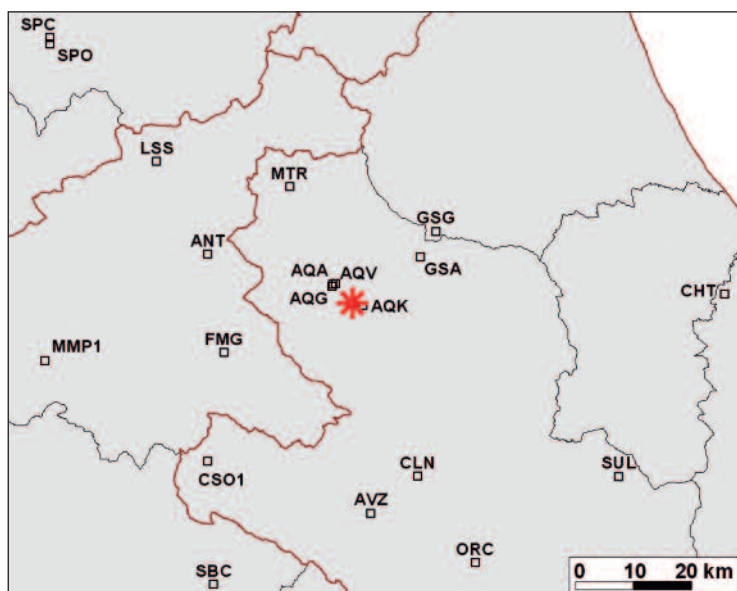 SPC
SPO
LSS
MTR
GSG
ANT
GSA
AQA AQV
AQG
AQK
CHT
MMP1
FMG
CLN
SUL
CSO1
AVZ
ORC
SBC
0 10 20 km